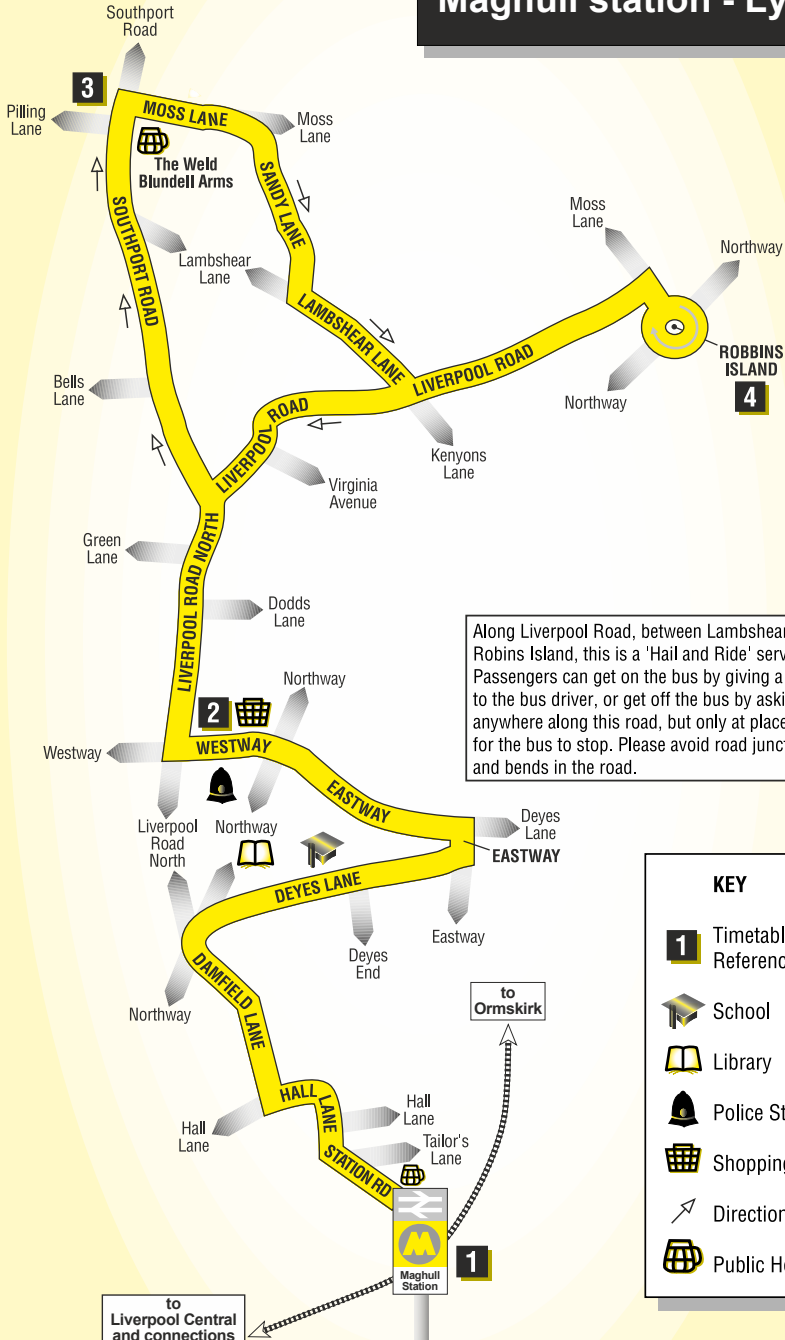 Maghull station - Ly
Southport
Road
3
Pilling
Lane
MOSS LANE
Moss
Lane
The Weld
Blundell Arms
SANDY LANE
SOUTHPORT ROAD
Lambshear
Lane
LAMBSHEAR LANE
Moss
Lane
Northway
ROBBINS
ISLAND
4
Northway
LIVERPOOL ROAD
LIVERPOOL ROAD
Bells
Lane
Kenyons
Lane
Virginia
Avenue
Green
Lane
LIVERPOOL ROAD NORTH
Dodds
Lane
Along Liverpool Road, between Lambshear
Robins Island, this is a 'Hail and Ride' serv
Passengers can get on the bus by giving a
to the bus driver, or get off the bus by aski
anywhere along this road, but only at place
for the bus to stop. Please avoid road junct
and bends in the road.
Northway
2
Westway
WESTWAY
EASTWAY
Liverpool
Road
North
Northway
Deyes
Lane
EASTWAY
DEYES LANE
Deyes
End
Eastway
Northway
DAMFIELD LANE
to
Ormskirk
HALL LANE
Hall
Lane
Hall
Lane
Tailor's
Lane
STATION RD
M
Maghull
Station
1
to
Liverpool Central
and connections
KEY
1
Timetabl
Referenc
School
Library
Police St
Shopping
Direction
Public Ho